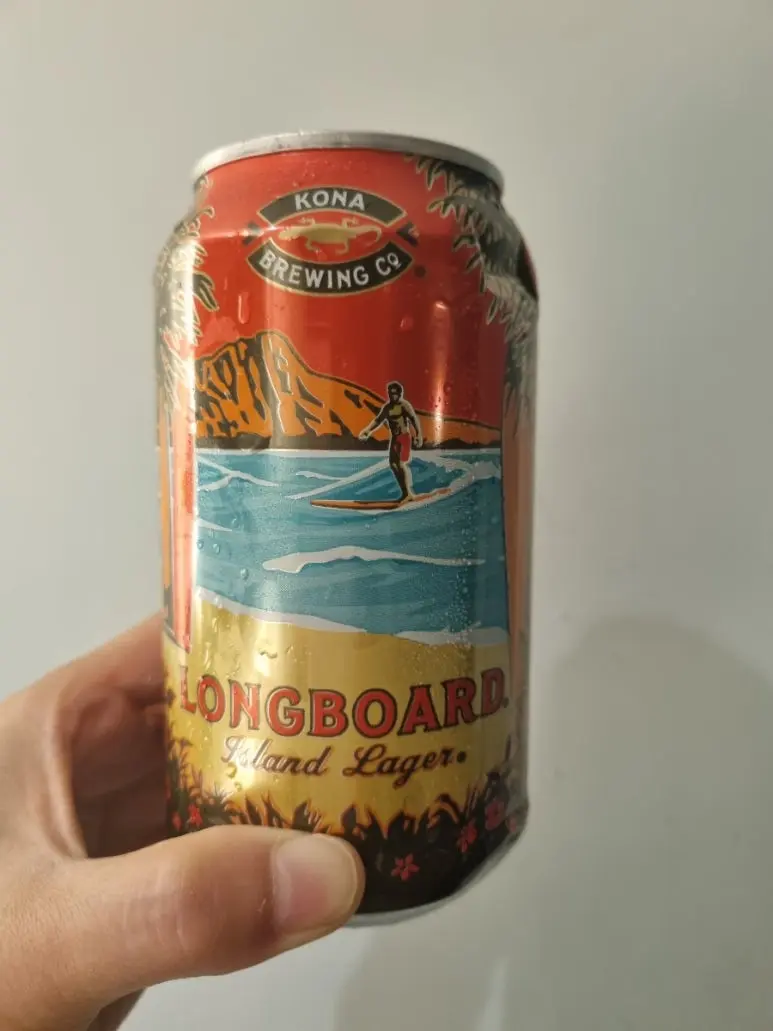 KONA
BREWING CO
LONGBOARD.
Island Lager.